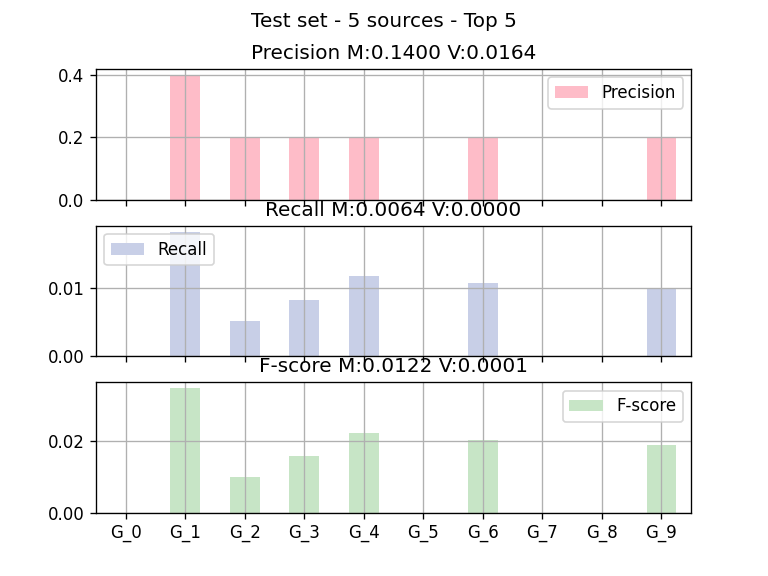 Test set - 5 sources - Top 5
Precision M:0.1400 V:0.0164
0.4
0.2
0.0
Precision
Recall M:0.0064 V:0.0000
0.01
0.00
Recall
F-score M:0.0122 V:0.0001
0.02
0.00
F-score
G_0 G_1 G_2 G_3 G_4 G_5 G_6 G_7 G_8 G_9